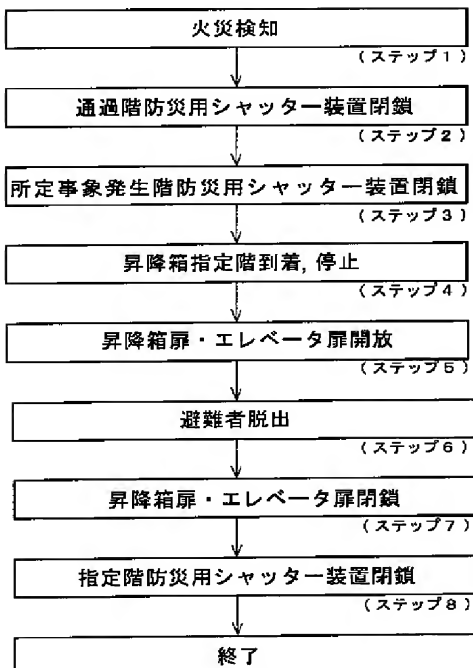 火災検知
(ステップ1)
通過階防災用シャッター装置閉鎖
(ステップ2)
所定事象発生階防災用シャッター装置閉鎖
(ステップ3)
昇降箱指定階到着,停止
(ステップ4)
昇降箱扉・エレベータ扉開放
(ステップ5)
避難者脱出
(ステップ6)
昇降箱扉・エレベータ扉閉鎖
(ステップ7)
指定階防災用シャッター装置閉鎖
(ステップ8)
終了